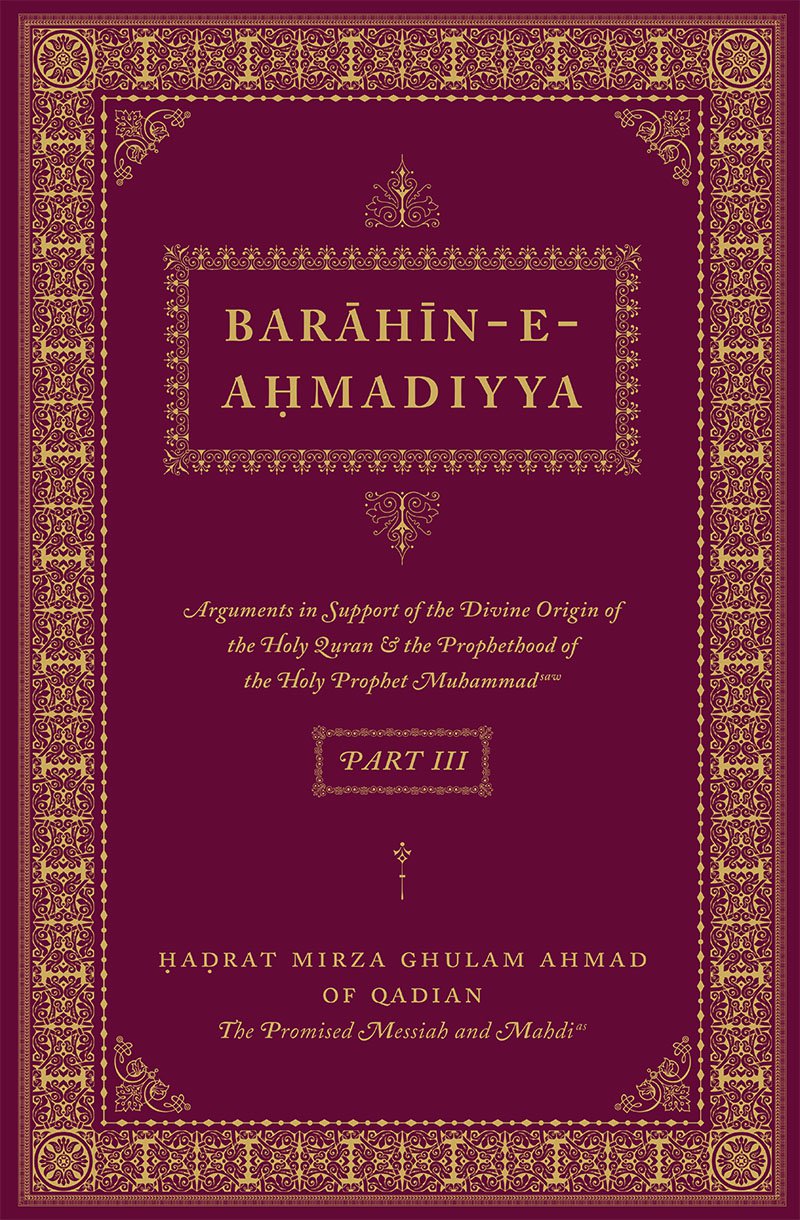 BARĀHĪN-E-
AḤMADIYYA
Arguments in Support of the Divine Origin of
the Holy Quran & the Prophethood of
the Holy Prophet Muhammadsaw
PART III
ḤAḌRAT MIRZA GHULAM AHMAD
OF QADIAN
The Promised Messiah and Mahdias